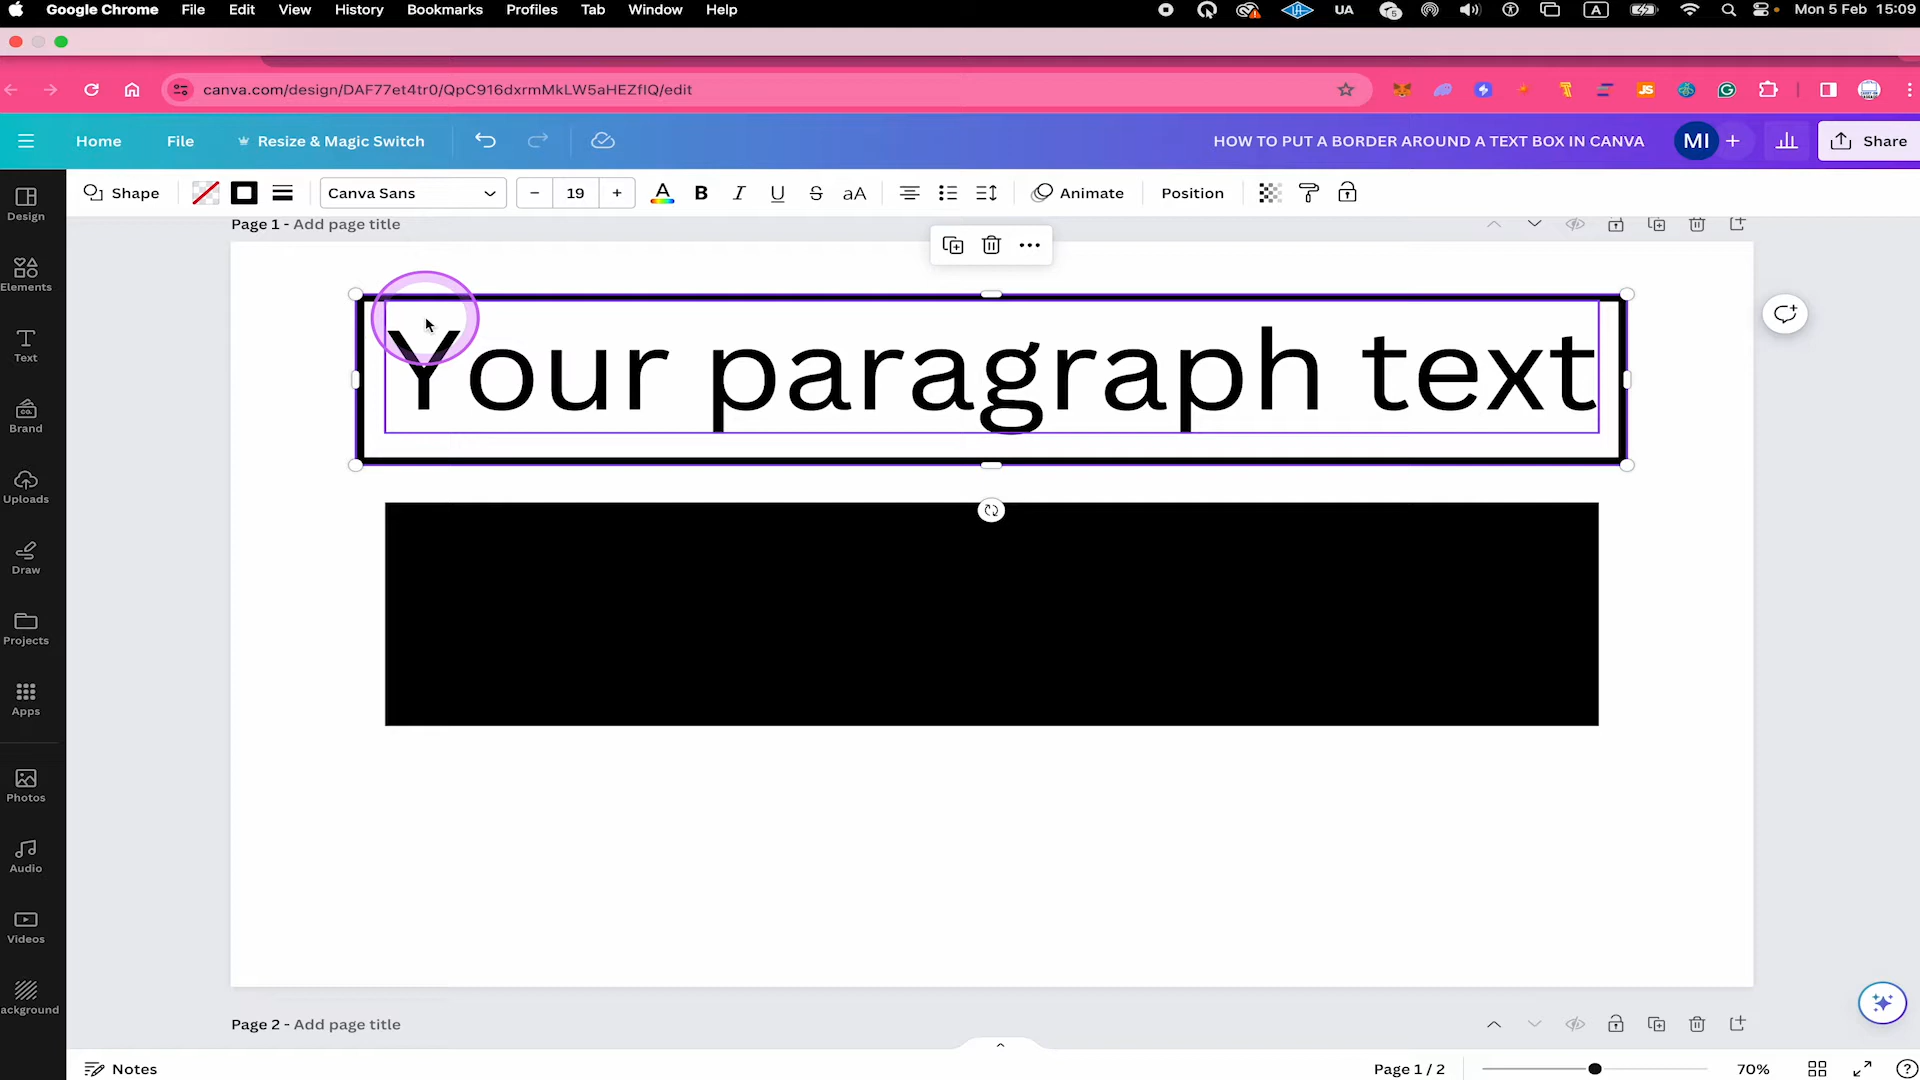 Google Chrome File Edit View History Bookmarks Profiles Tab Window Help UA 5 A Mon 5 Feb 15:09
canva.com/design/DAF77et4tr0/QpC916dxrmMkLW5aHEZfIQ/edit JS
Home File Resize & Magic Switch HOW TO PUT A BORDER AROUND A TEXT BOX IN CANVA MI + Share
Shape Canva Sans − 19 + A B I U S aA Animate Position
Page 1 - Add page title
Design
Elements
Text
Brand
Uploads
Draw
Projects
Apps
Photos
Audio
Videos
ackground
Your paragraph text
Page 2 - Add page title
Notes Page 1 / 2 70% ?